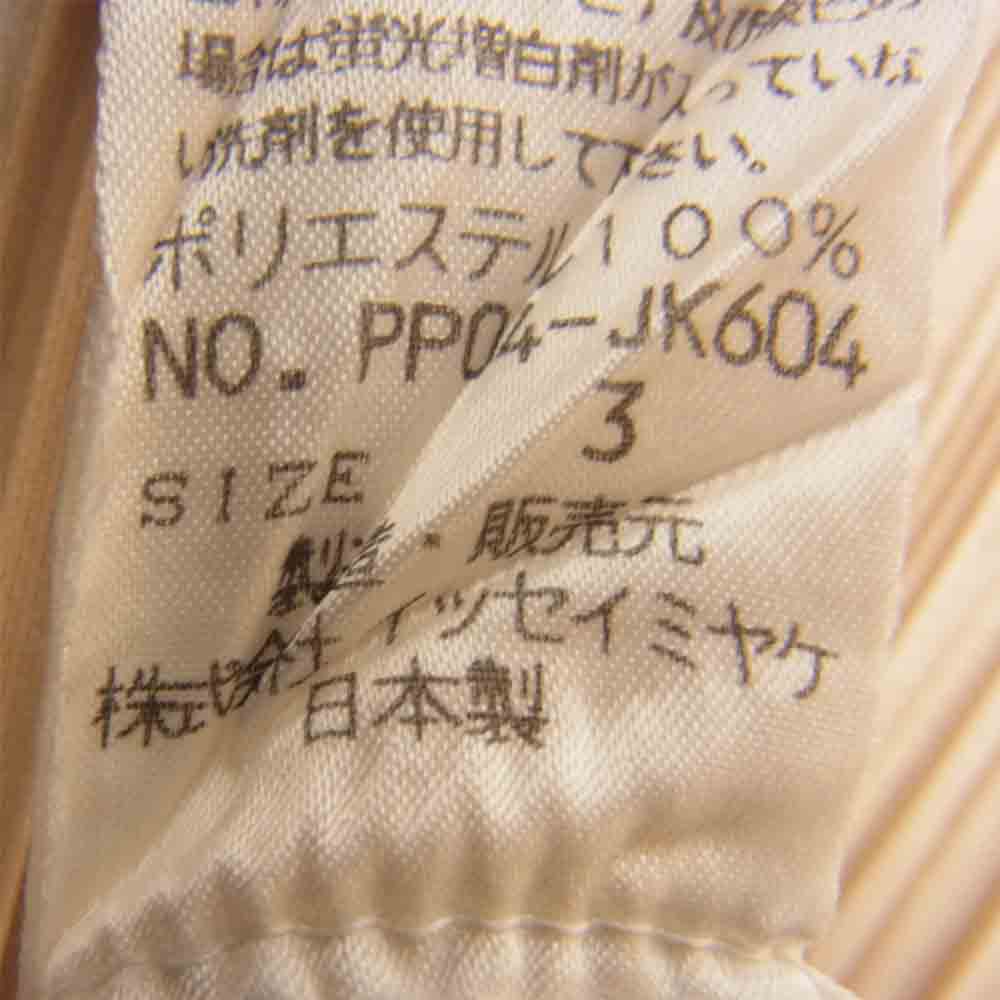 場合は蛍光増白剤が入っていな
い洗剤を使用して下さい。
ポリエステル100%
NO. PP04-JK604
SIZE 3
製造・販売元
株式会社イッセイミヤケ
日本製